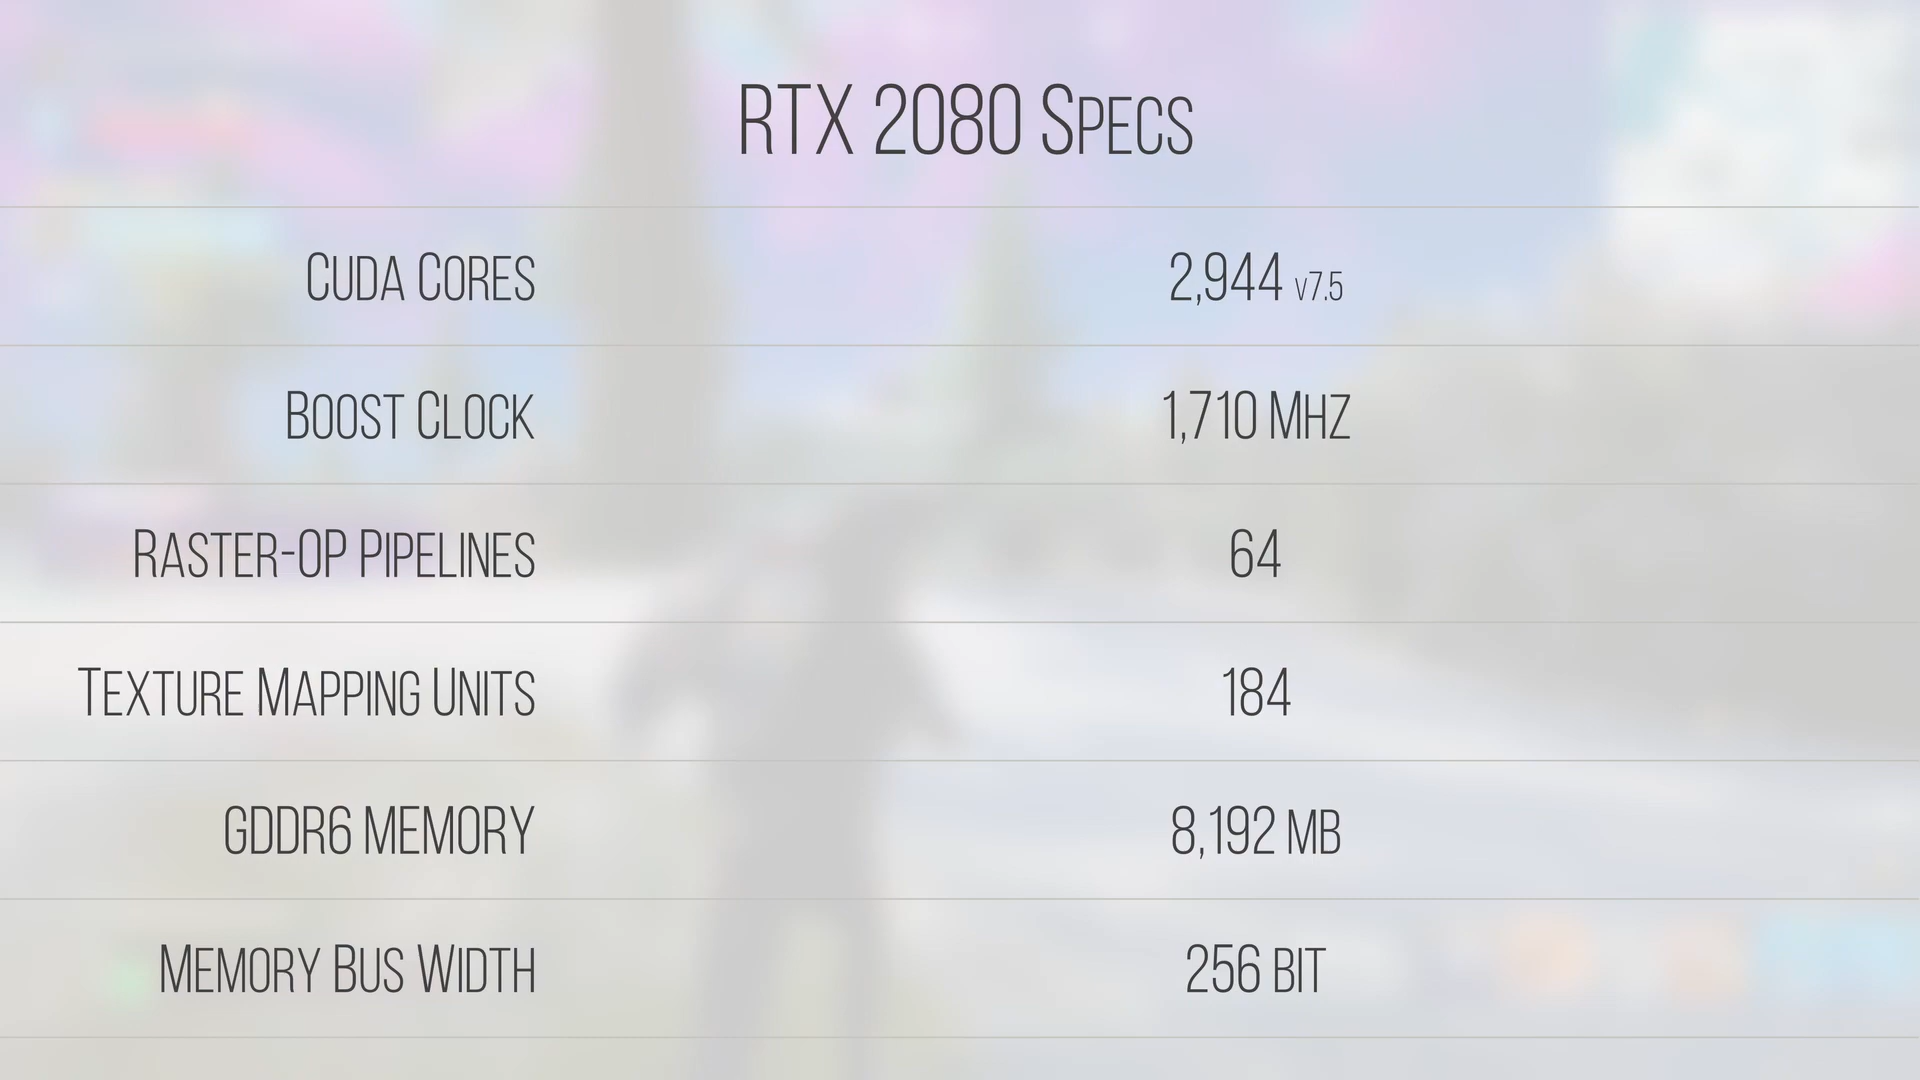 RTX 2080 Specs
Cuda Cores 2,944 v7.5
Boost Clock 1,710 MHz
Raster-Op Pipelines 64
Texture Mapping Units 184
GDDR6 Memory 8,192 MB
Memory Bus Width 256 bit